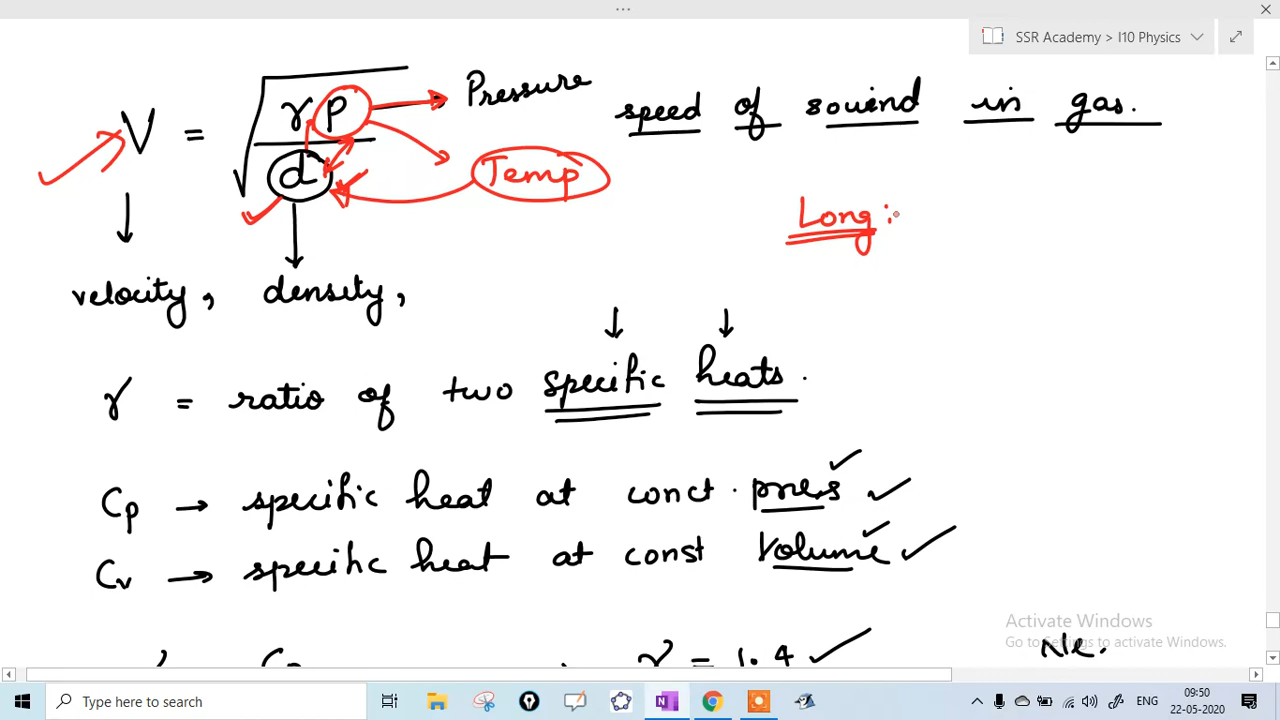 SSR Academy > I10 Physics
V = √ γ P / d
Pressure
speed of sound in gas.
Temp
Long :
velocity, density,
γ = ratio of two specific heats.
Cp → specific heat at conct. press
Cv → specific heat at const volume
γ = 1.4
Ne.
Activate Windows
Go to Settings to activate Windows.
Type here to search
ENG
09:50
22-05-2020